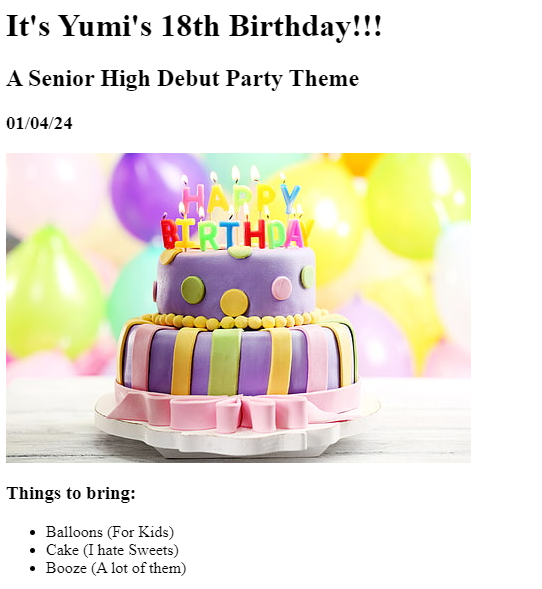 It's Yumi's 18th Birthday!!!
A Senior High Debut Party Theme
01/04/24
HAPPY
BIRTHDAY
Things to bring:
Balloons (For Kids)
Cake (I hate Sweets)
Booze (A lot of them)